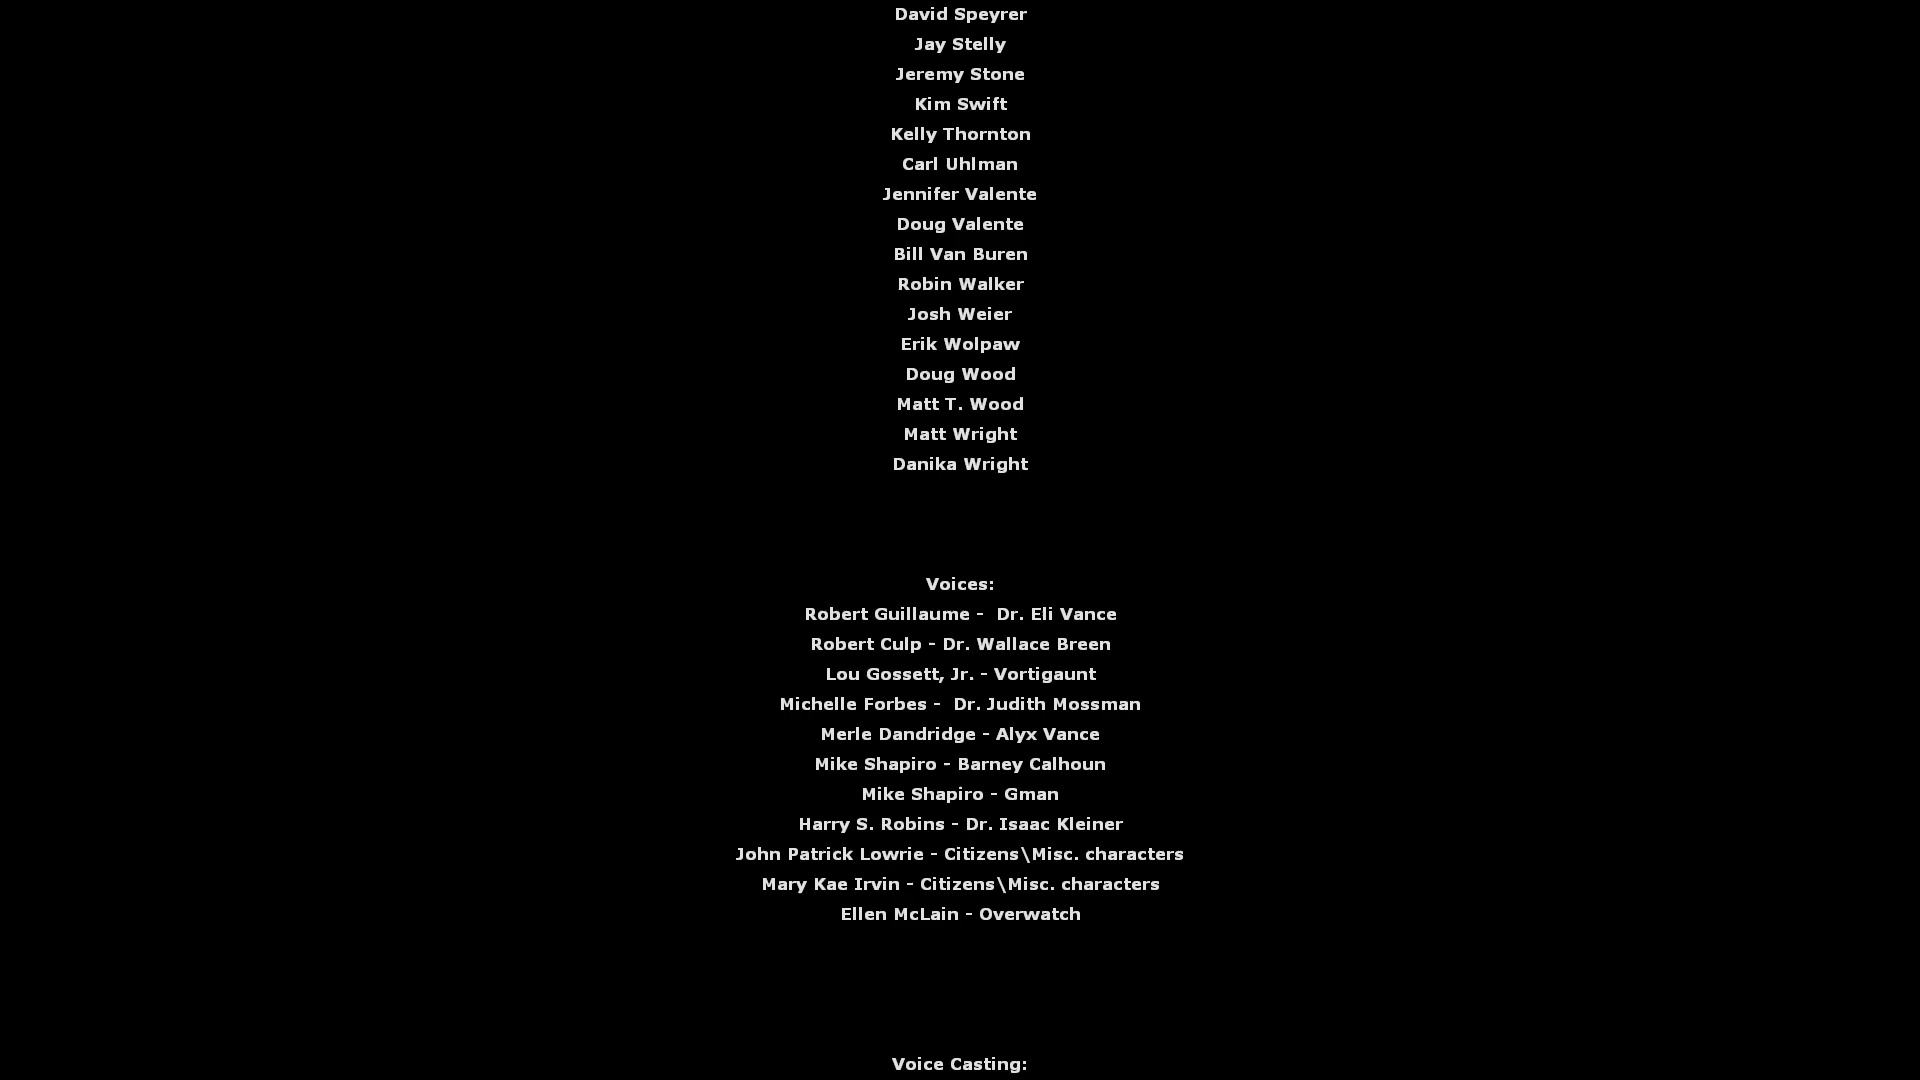 David Speyrer
Jay Stelly
Jeremy Stone
Kim Swift
Kelly Thornton
Carl Uhlman
Jennifer Valente
Doug Valente
Bill Van Buren
Robin Walker
Josh Weier
Erik Wolpaw
Doug Wood
Matt T. Wood
Matt Wright
Danika Wright
Voices:
Robert Guillaume -  Dr. Eli Vance
Robert Culp - Dr. Wallace Breen
Lou Gossett, Jr. - Vortigaunt
Michelle Forbes -  Dr. Judith Mossman
Merle Dandridge - Alyx Vance
Mike Shapiro - Barney Calhoun
Mike Shapiro - Gman
Harry S. Robins - Dr. Isaac Kleiner
John Patrick Lowrie - Citizens\Misc. characters
Mary Kae Irvin - Citizens\Misc. characters
Ellen McLain - Overwatch
Voice Casting: